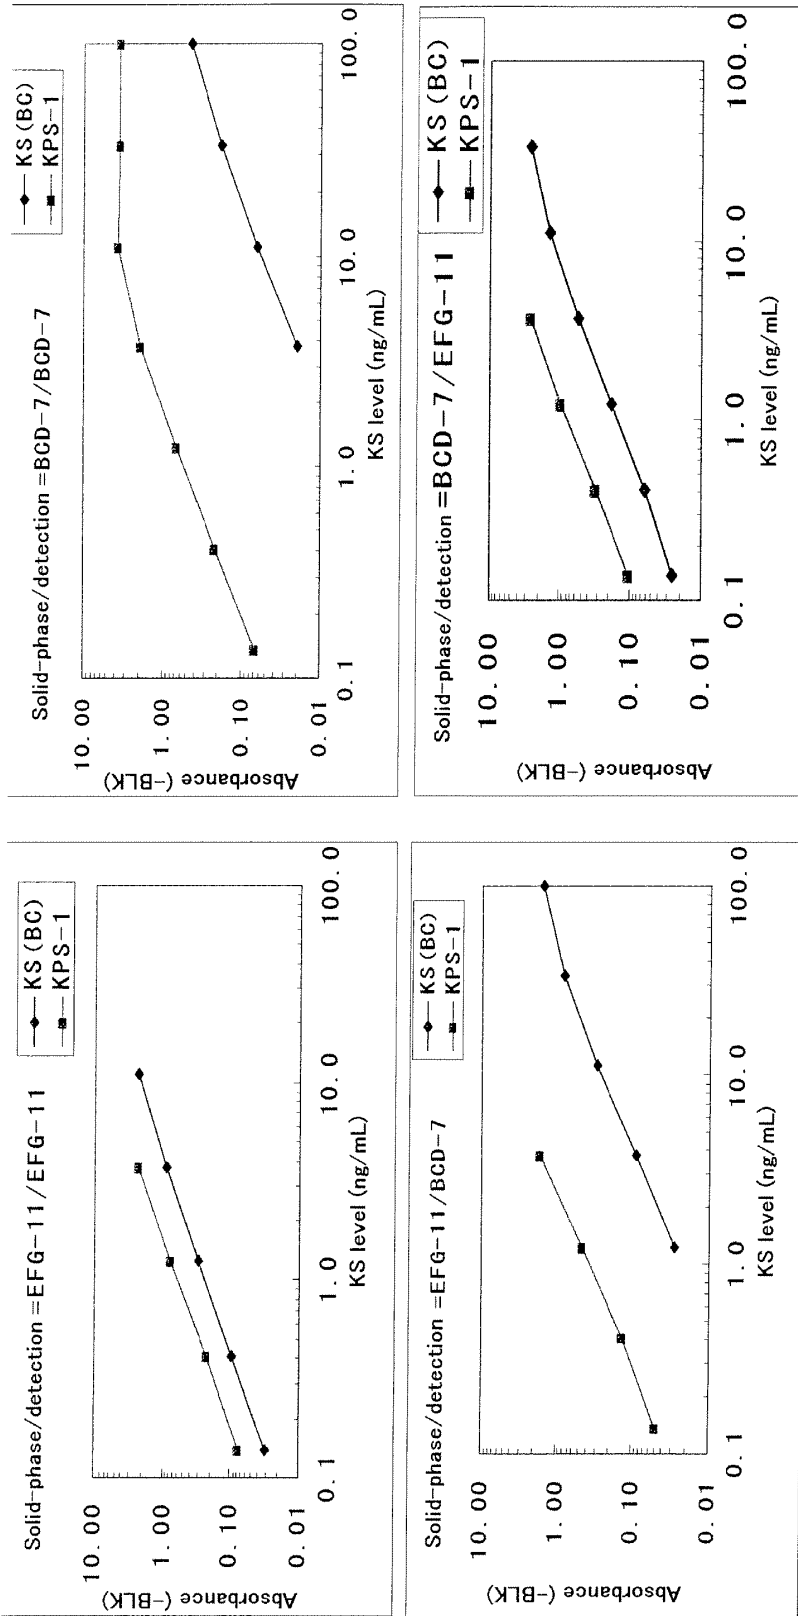 Solid-phase/detection =EFG-11/EFG-11
KS(BC)
KPS-1
10.00
1.00
0.10
0.01
Absorbance (-BLK)
0.1
1.0
10.0
100.0
KS level (ng/mL)
Solid-phase/detection =BCD-7/BCD-7
KS(BC)
KPS-1
10.00
1.00
0.10
0.01
Absorbance (-BLK)
0.1
1.0
10.0
100.0
KS level (ng/mL)
Solid-phase/detection =EFG-11/BCD-7
KS(BC)
KPS-1
10.00
1.00
0.10
0.01
Absorbance (-BLK)
0.1
1.0
10.0
100.0
KS level (ng/mL)
Solid-phase/detection =BCD-7/EFG-11
KS(BC)
KPS-1
10.00
1.00
0.10
0.01
Absorbance (-BLK)
0.1
1.0
10.0
100.0
KS level (ng/mL)